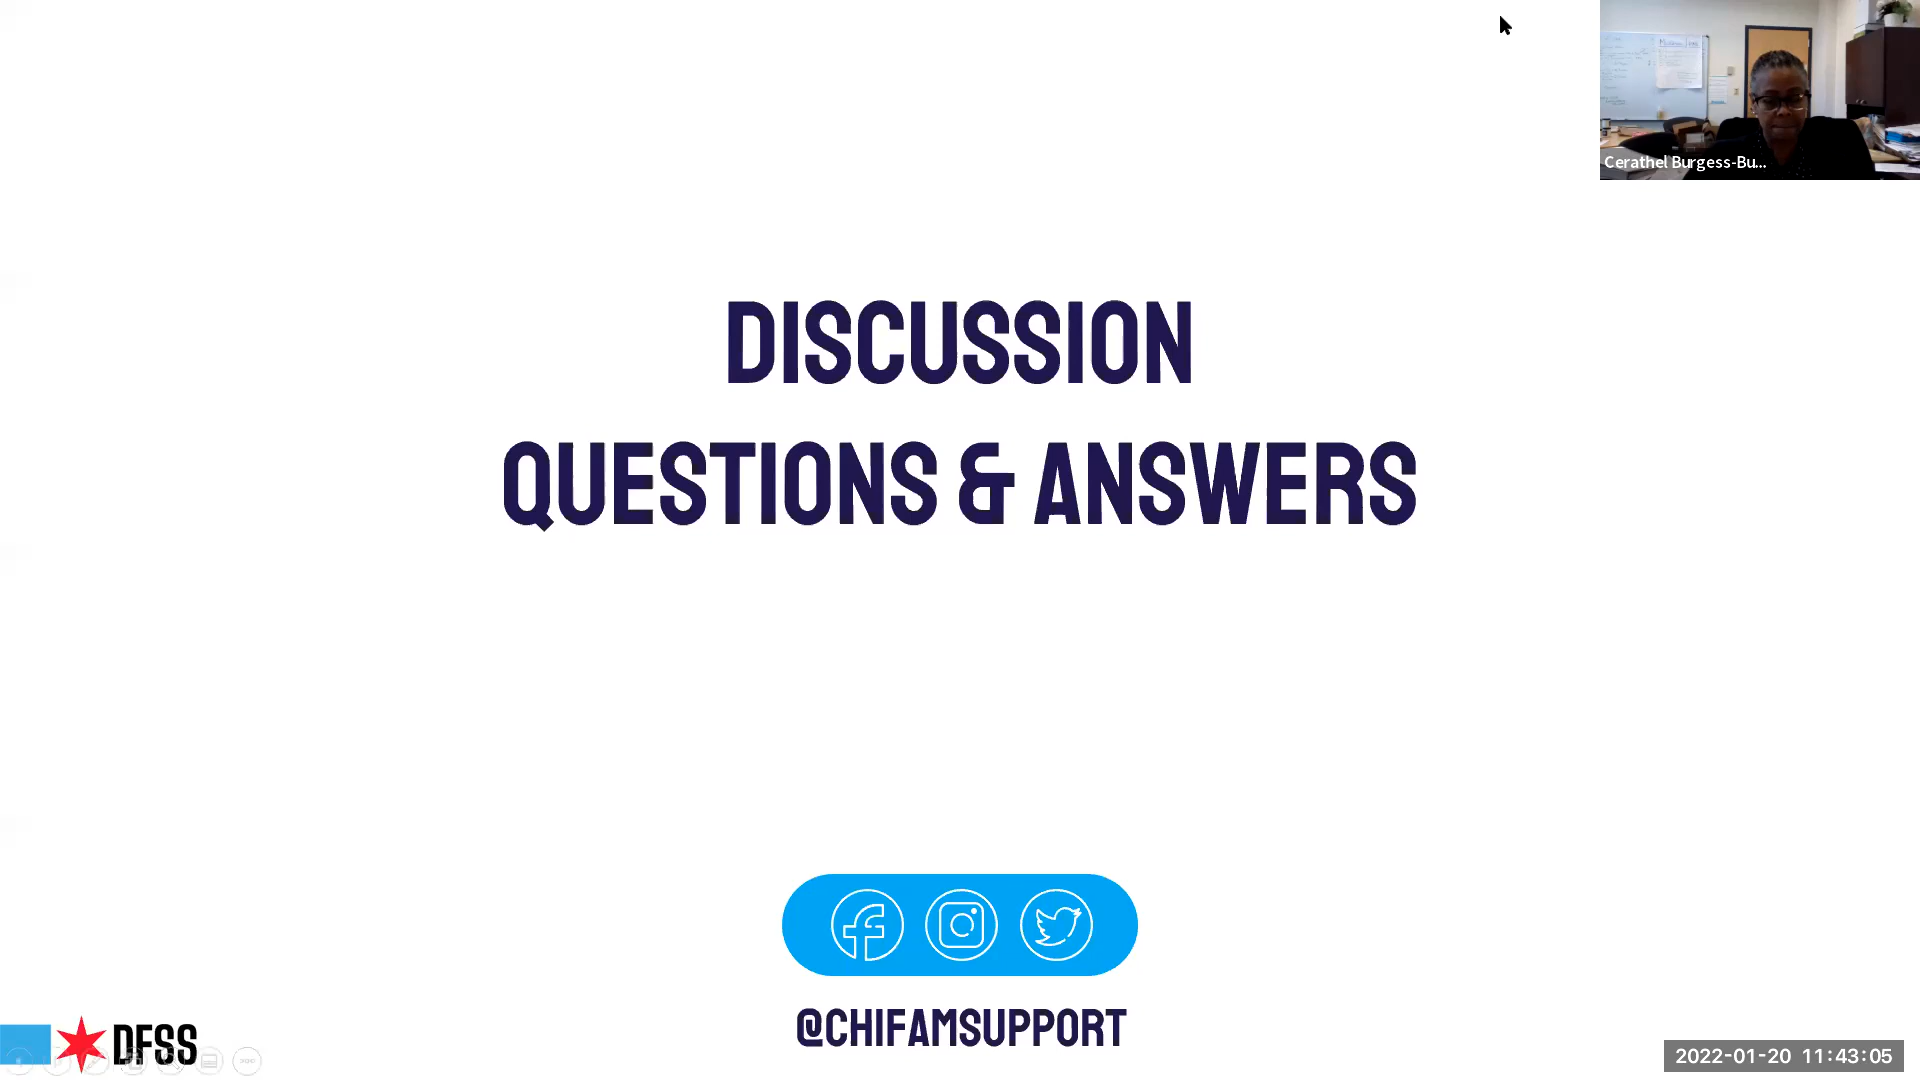 Cerathel Burgess-Bu...
DISCUSSION
QUESTIONS & ANSWERS
@CHIFAMSUPPORT
DFSS
2022-01-20 11:43:05